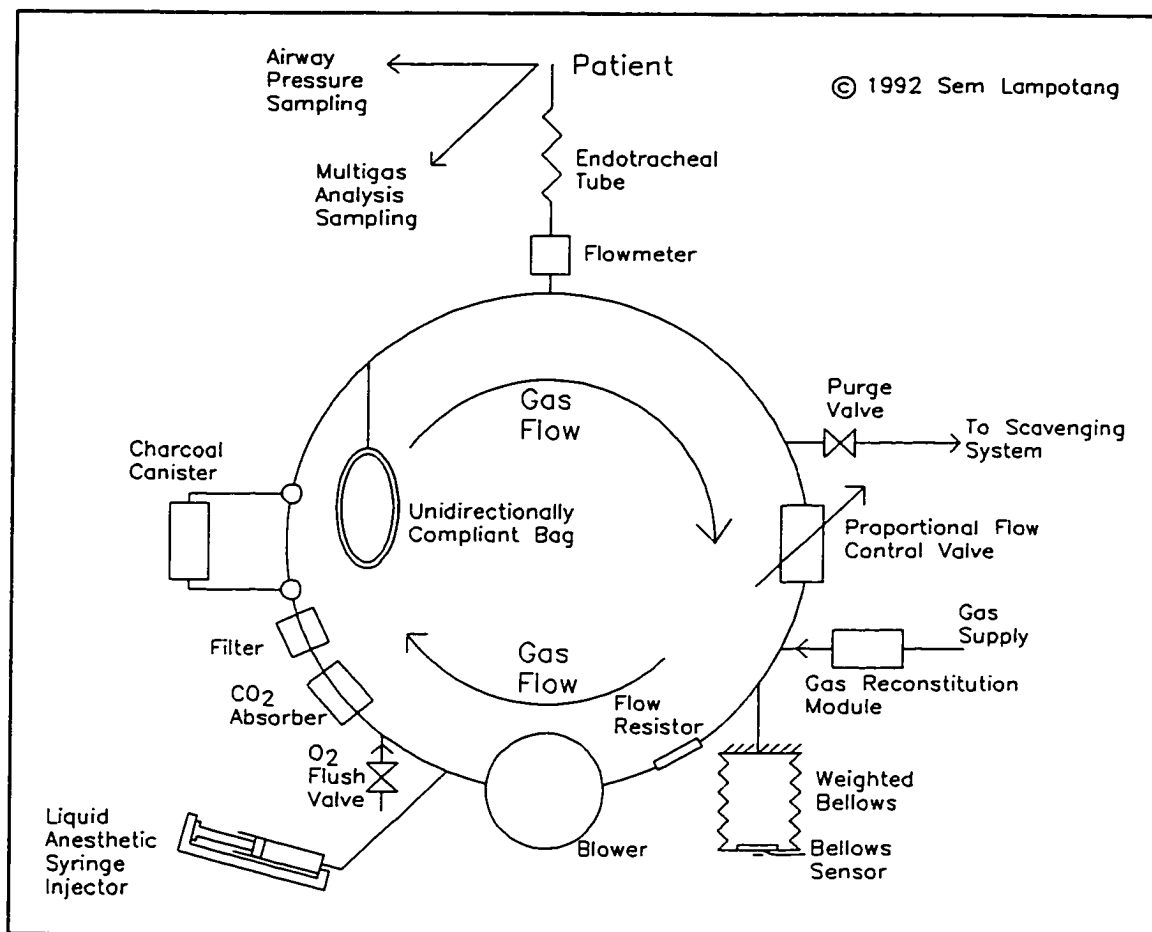 Airway
Pressure
Sampling
Patient
© 1992 Sem Lampotang
Multigas
Analysis
Sampling
Endotracheal
Tube
Flowmeter
Gas
Flow
Purge
Valve
To Scavenging
System
Charcoal
Canister
Unidirectionally
Compliant Bag
Proportional Flow
Control Valve
Filter
Gas
Flow
Gas
Supply
Gas Reconstitution
Module
CO2
Absorber
Flow
Resistor
O2
Flush
Valve
Weighted
Bellows
Liquid
Anesthetic
Syringe
Injector
Blower
Bellows
Sensor